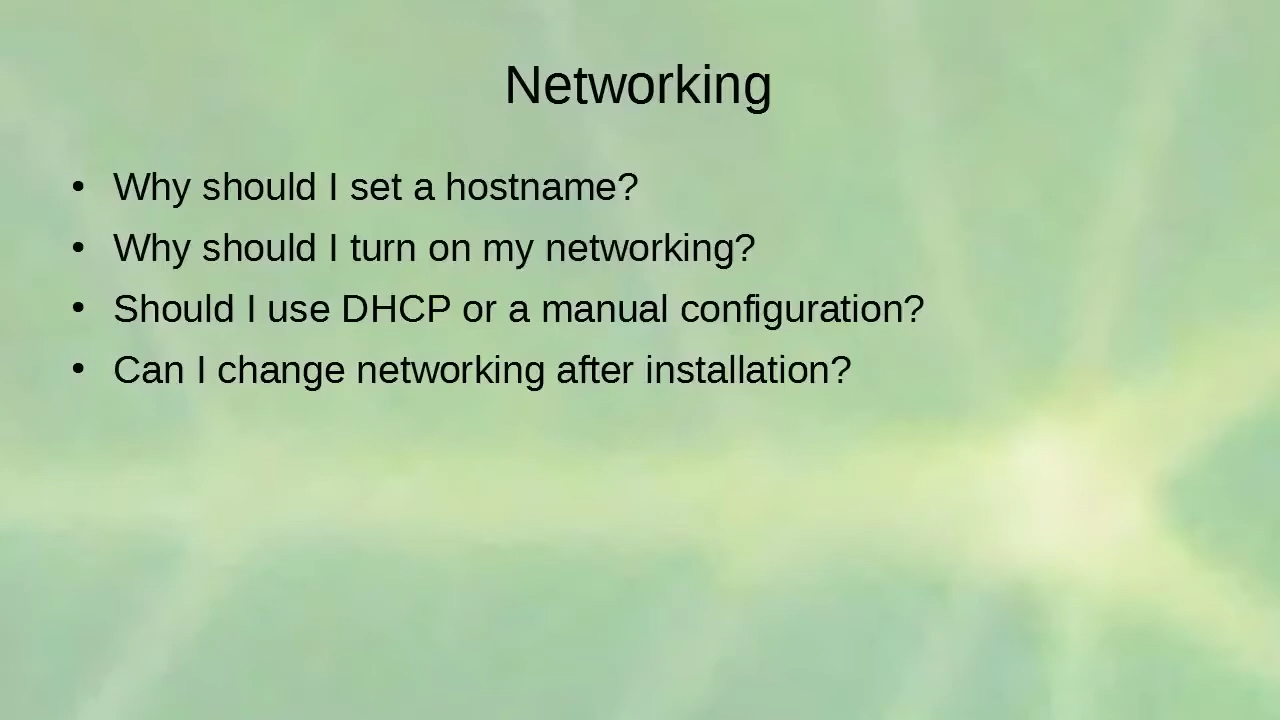 Networking
• Why should I set a hostname?
• Why should I turn on my networking?
• Should I use DHCP or a manual configuration?
• Can I change networking after installation?